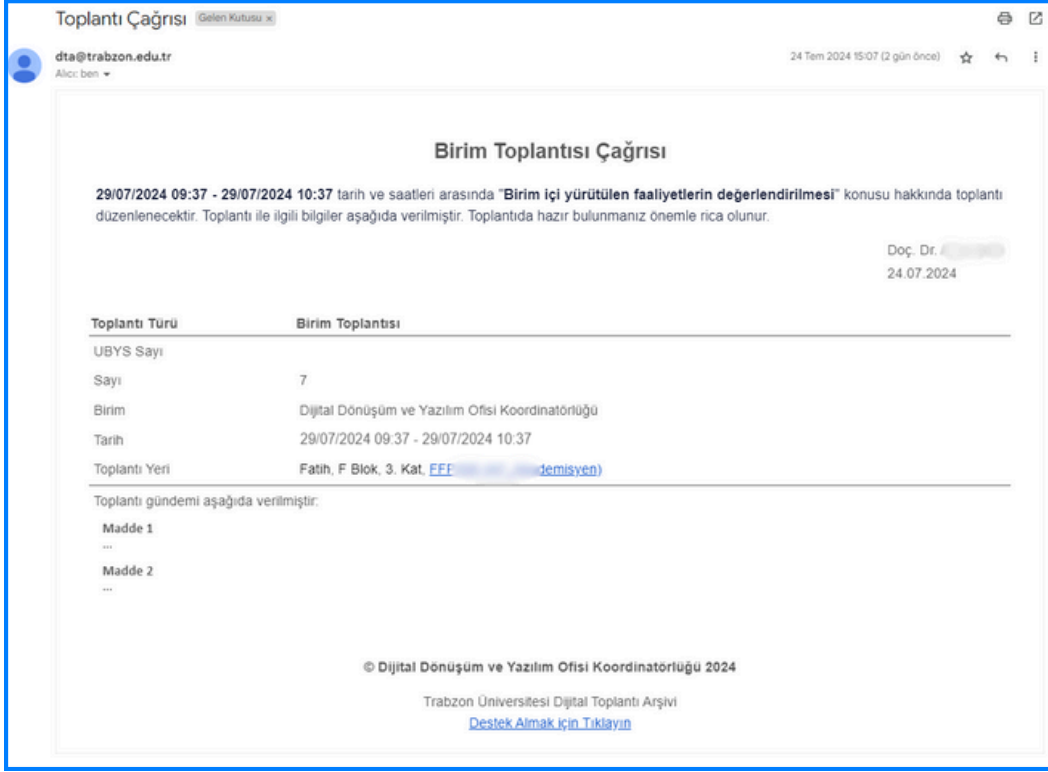 Toplantı Çağrısı Gelen Kutusu x
dta@trabzon.edu.tr
24 Tem 2024 15:07 (2 gün önce)
Alıcı: ben
Birim Toplantısı Çağrısı
29/07/2024 09:37 - 29/07/2024 10:37 tarih ve saatleri arasında "Birim içi yürütülen faaliyetlerin değerlendirilmesi" konusu hakkında toplantı
düzenlenecektir. Toplantı ile ilgili bilgiler aşağıda verilmiştir. Toplantıda hazır bulunmanız önemle rica olunur.
Doç. Dr.
24.07.2024
Toplantı Türü Birim Toplantısı
UBYS Sayı
Sayı 7
Birim Dijital Dönüşüm ve Yazılım Ofisi Koordinatörlüğü
Tarih 29/07/2024 09:37 - 29/07/2024 10:37
Toplantı Yeri Fatih, F Blok, 3. Kat, demisyen)
Toplantı gündemi aşağıda verilmiştir:
Madde 1
...
Madde 2
...
© Dijital Dönüşüm ve Yazılım Ofisi Koordinatörlüğü 2024
Trabzon Üniversitesi Dijital Toplantı Arşivi
Destek Almak için Tıklayın